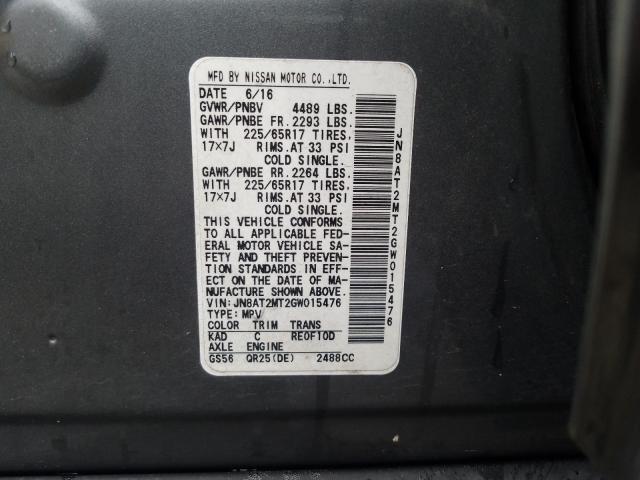 MFD BY NISSAN MOTOR CO.,LTD.
DATE 6/16
GVWR/PNBV 4489 LBS.
GAWR/PNBE FR. 2293 LBS.
WITH 225/65R17 TIRES,
17×7J RIMS. AT 33 PSI
COLD SINGLE.
GAWR/PNBE RR. 2264 LBS.
WITH 225/65R17 TIRES,
17×7J RIMS. AT 33 PSI
COLD SINGLE.
THIS VEHICLE CONFORMS
TO ALL APPLICABLE FED-
ERAL MOTOR VEHICLE SA-
FETY AND THEFT PREVEN-
TION STANDARDS IN EFF-
ECT ON THE DATE OF MA-
NUFACTURE SHOWN ABOVE.
VIN: JN8AT2MT2GW015476
TYPE: MPV
COLOR TRIM TRANS
KAD C RE0F10D
AXLE ENGINE
GS56 QR25(DE) 2488CC
JN8AT2MT2GW015476